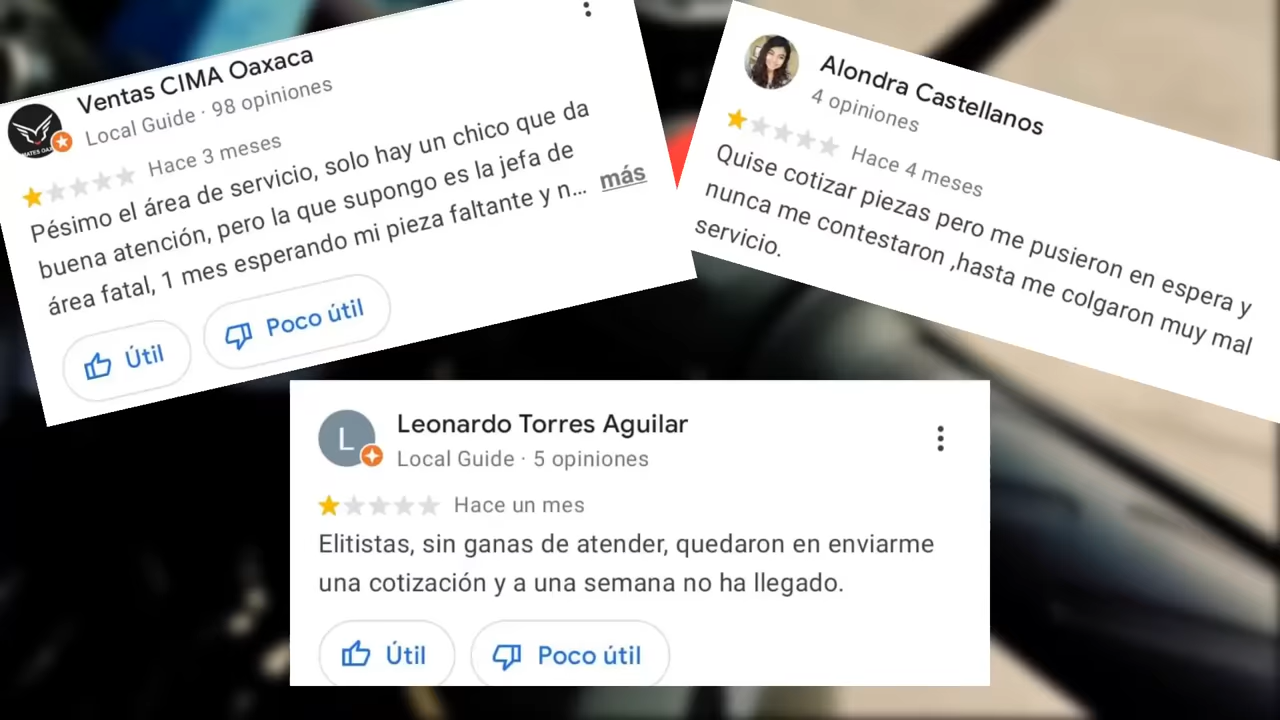 Ventas CIMA Oaxaca
Local Guide · 98 opiniones
Hace 3 meses
Pésimo el área de servicio, solo hay un chico que da
buena atención, pero la que supongo es la jefa de
área fatal, 1 mes esperando mi pieza faltante y n... más
Útil
Poco útil
Alondra Castellanos
4 opiniones
Hace 4 meses
Quise cotizar piezas pero me pusieron en espera y
nunca me contestaron ,hasta me colgaron muy mal
servicio.
L
Leonardo Torres Aguilar
Local Guide · 5 opiniones
Hace un mes
Elitistas, sin ganas de atender, quedaron en enviarme
una cotización y a una semana no ha llegado.
Útil
Poco útil